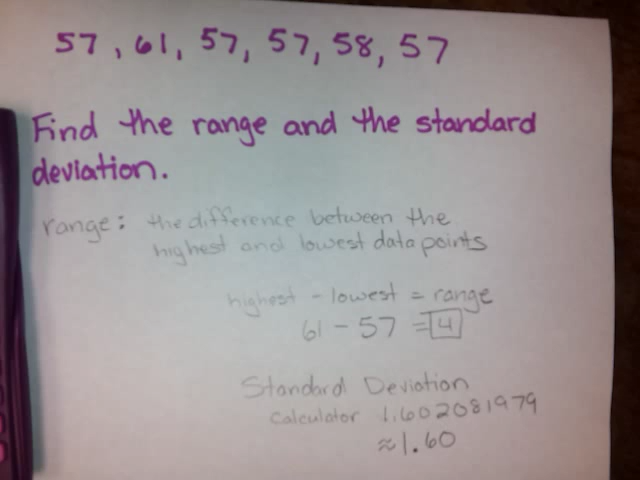 57, 61, 57, 57, 58, 57
Find the range and the standard
deviation.
range: the difference between the
highest and lowest data points
highest - lowest = range
61 - 57 = 4
Standard Deviation
calculator 1.602081979
≈ 1.60